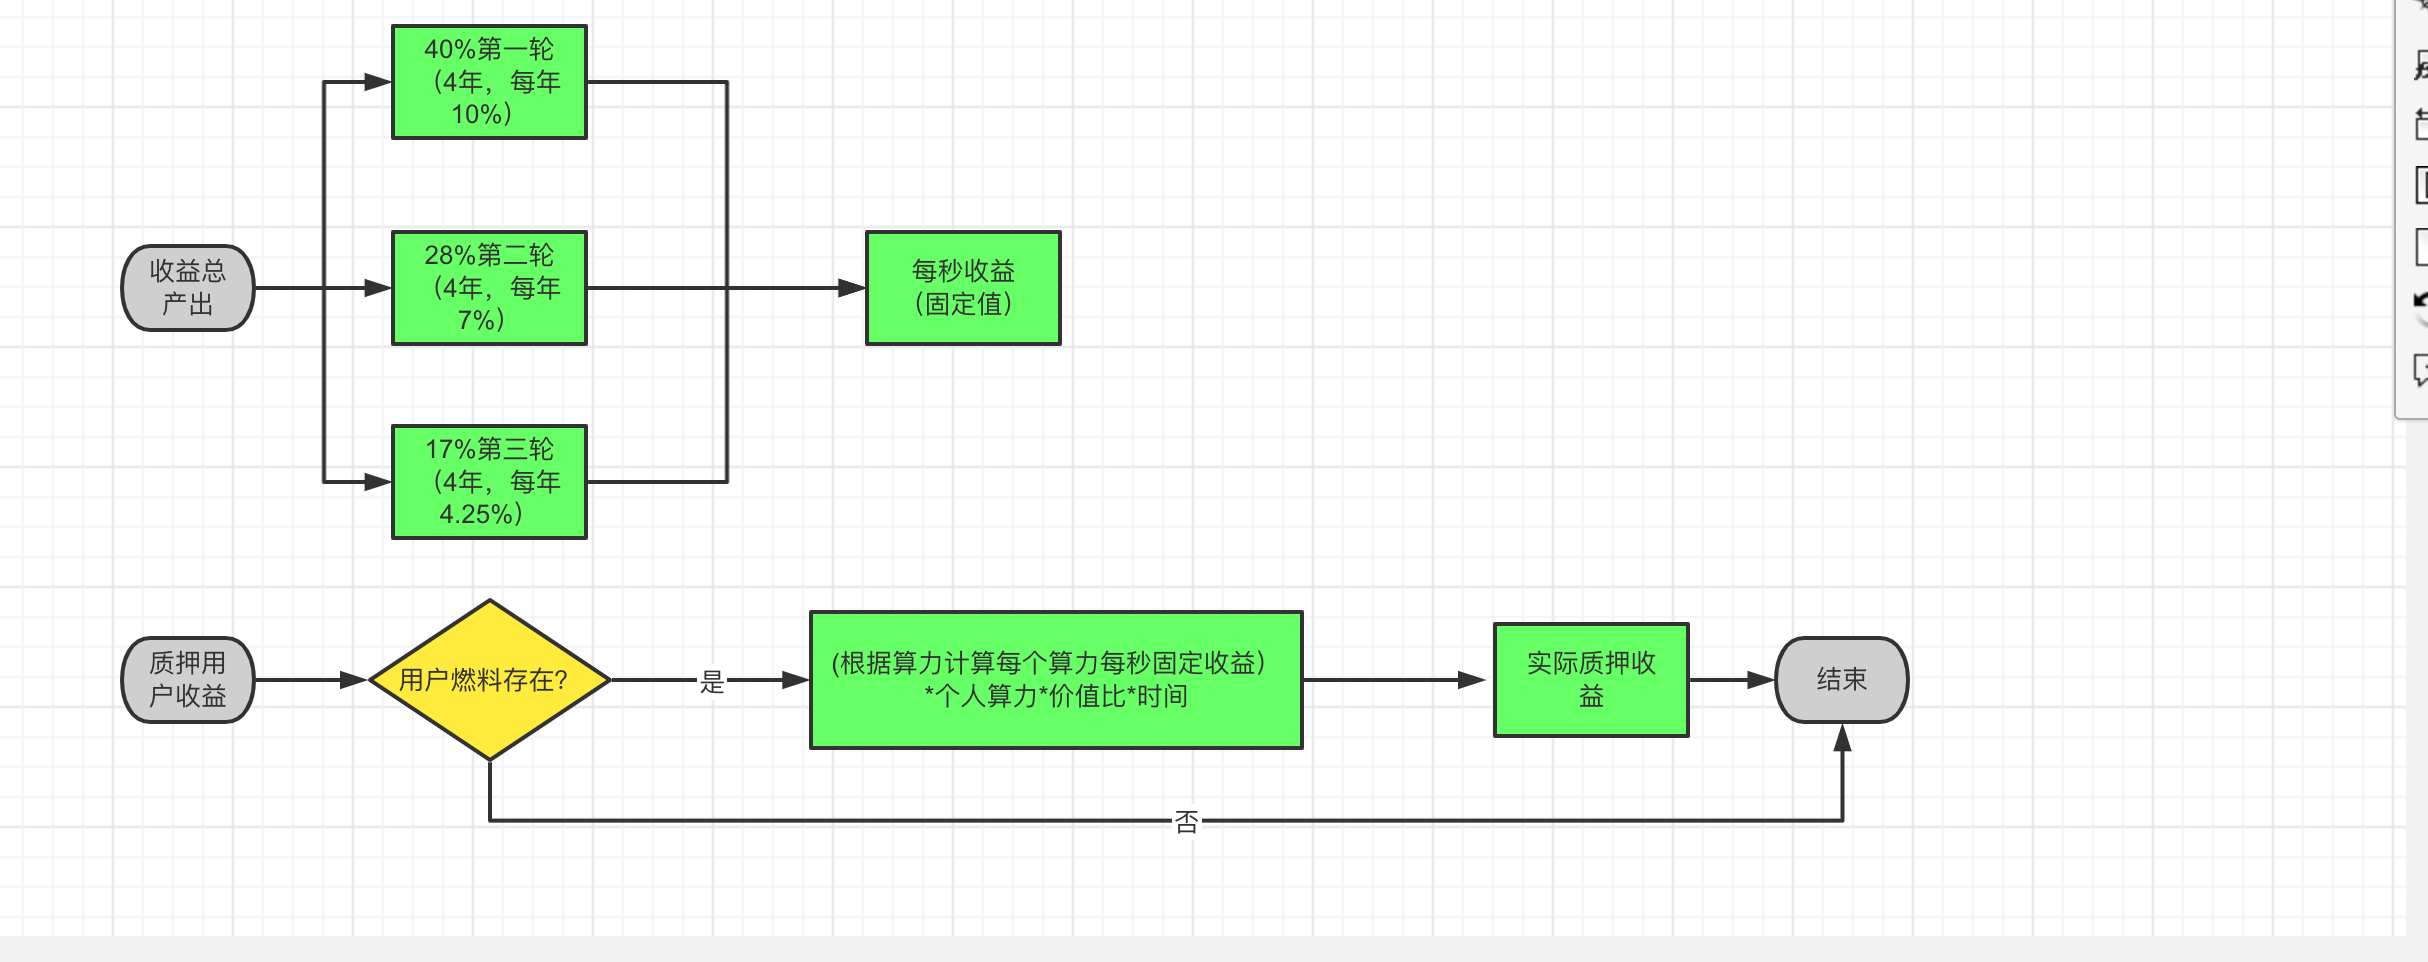 40%第一轮
（4年，每年
10%）
收益总
产出
28%第二轮
（4年，每年
7%）
每秒收益
（固定值）
17%第三轮
（4年，每年
4.25%）
质押用
户收益
用户燃料存在?
是
(根据算力计算每个算力每秒固定收益）
*个人算力*价值比*时间
实际质押收
益
结束
否